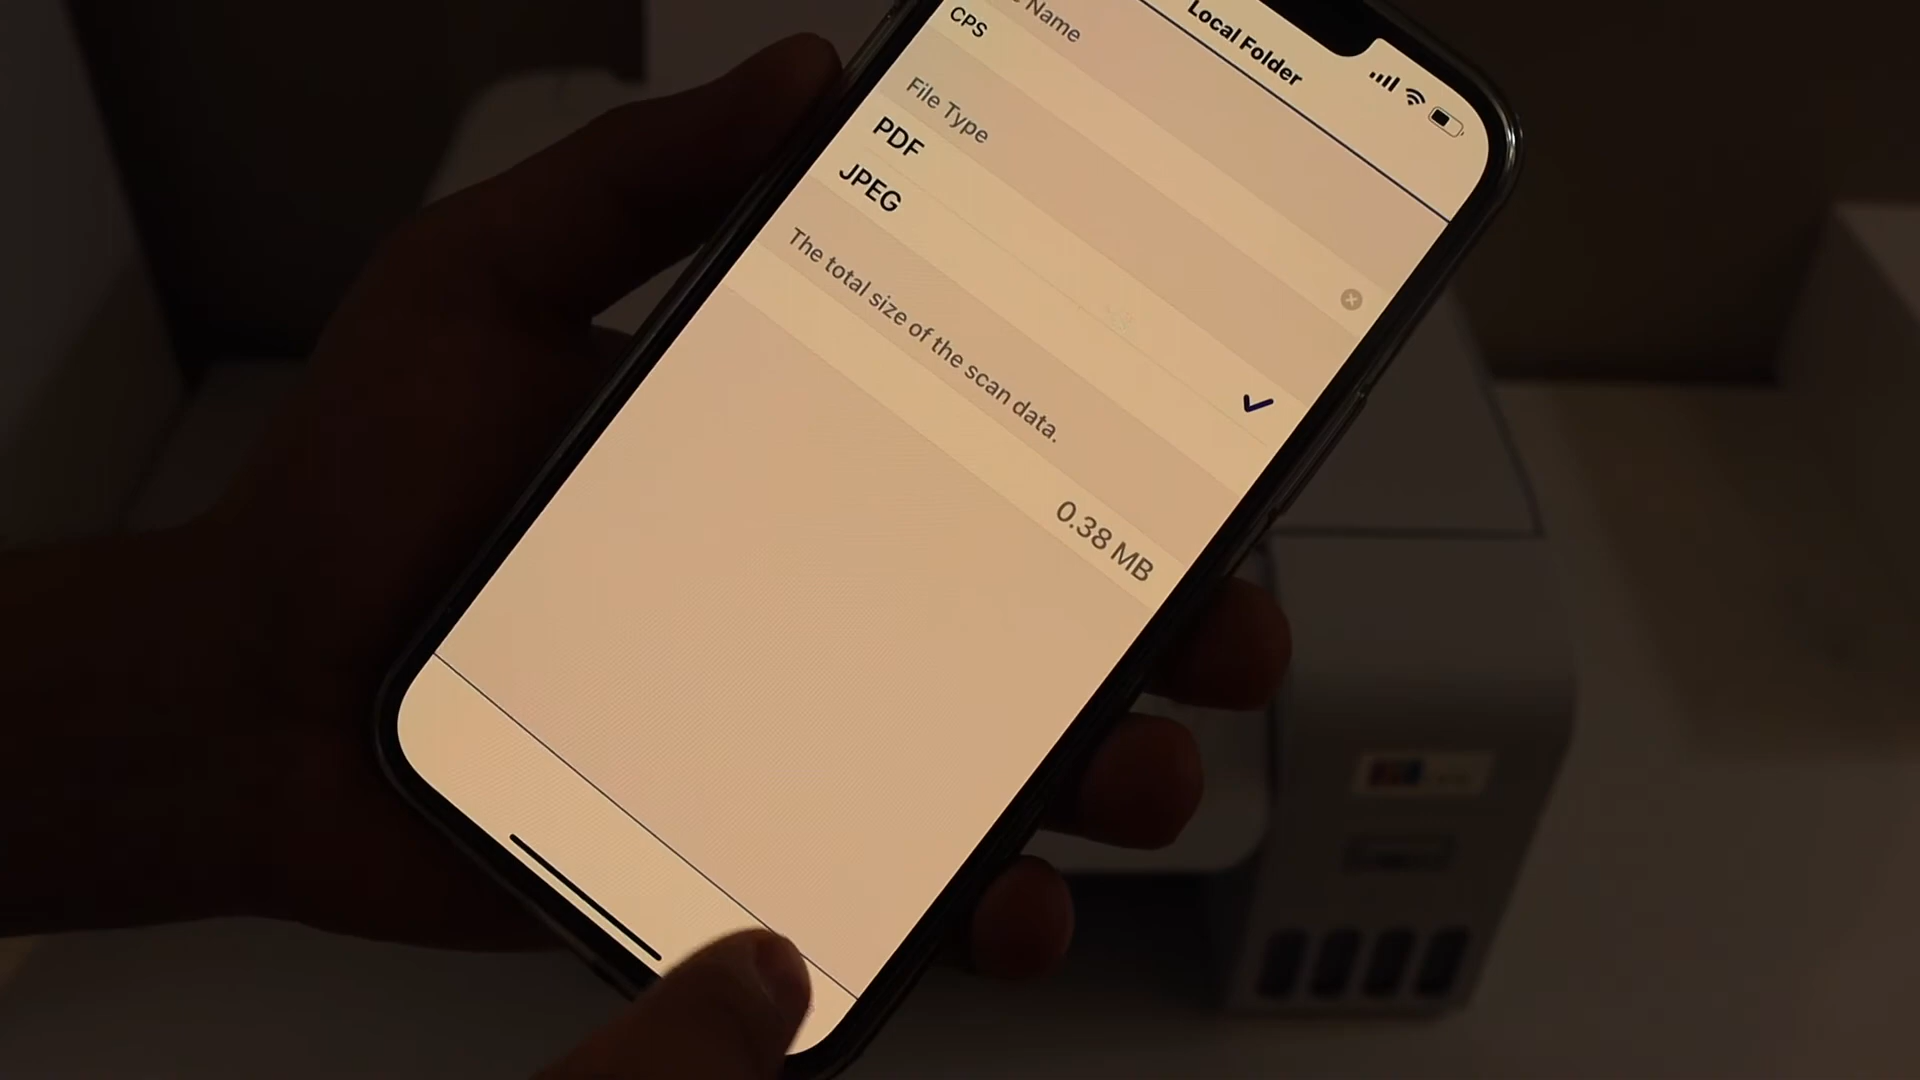 Local Folder
Name
CPS
File Type
PDF
JPEG
The total size of the scan data.
0.38 MB